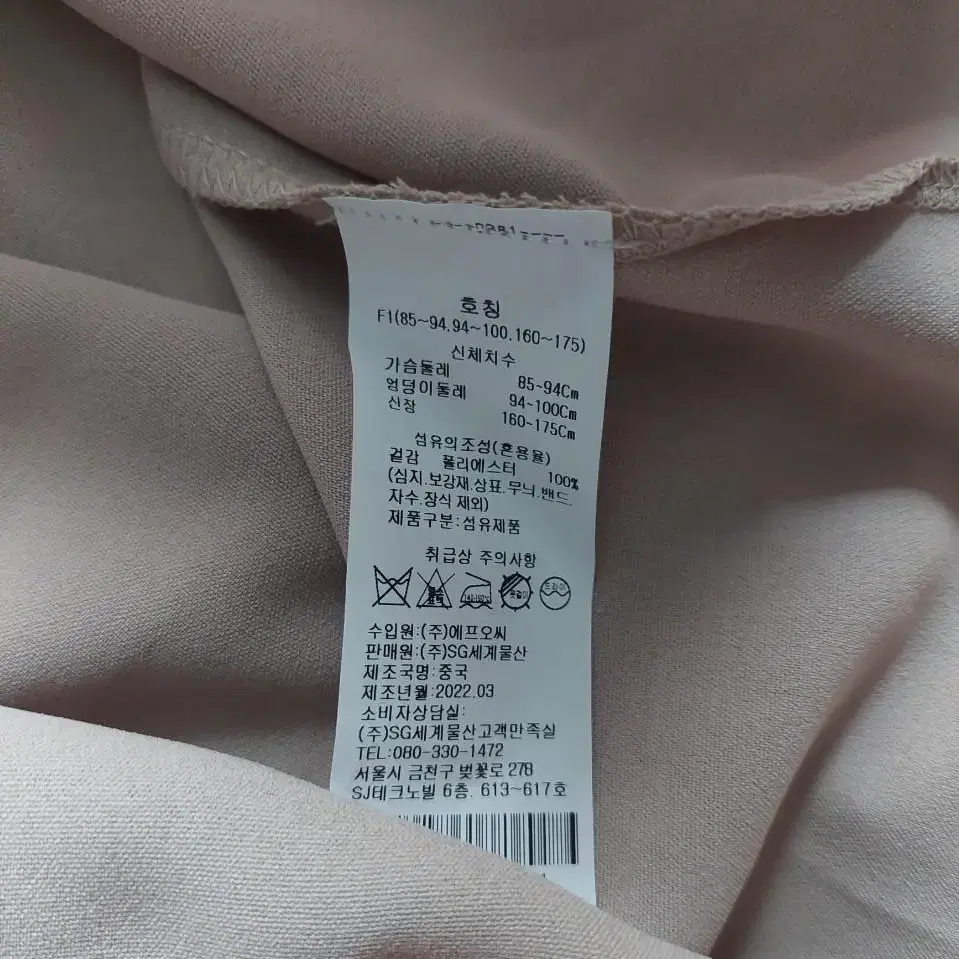 0281
호칭
F1(85~94.94~100.160~175)
신체치수
가슴둘레 85~94Cm
엉덩이둘레 94~100Cm
신장 160~175Cm
섬유의조성(혼용율)
겉감 폴리에스터 100%
(심지.보강재.상표.무늬.밴드.
자수.장식 제외)
제품구분:섬유제품
취급상 주의사항
140~160℃ 드라이
수입원:(주)에프오씨
판매원:(주)SG세계물산
제조국명:중국
제조년월:2022.03
소비자상담실:
(주)SG세계물산고객만족실
TEL:080-330-1472
서울시 금천구 벚꽃로 278
SJ테크노빌 6층. 613~617호